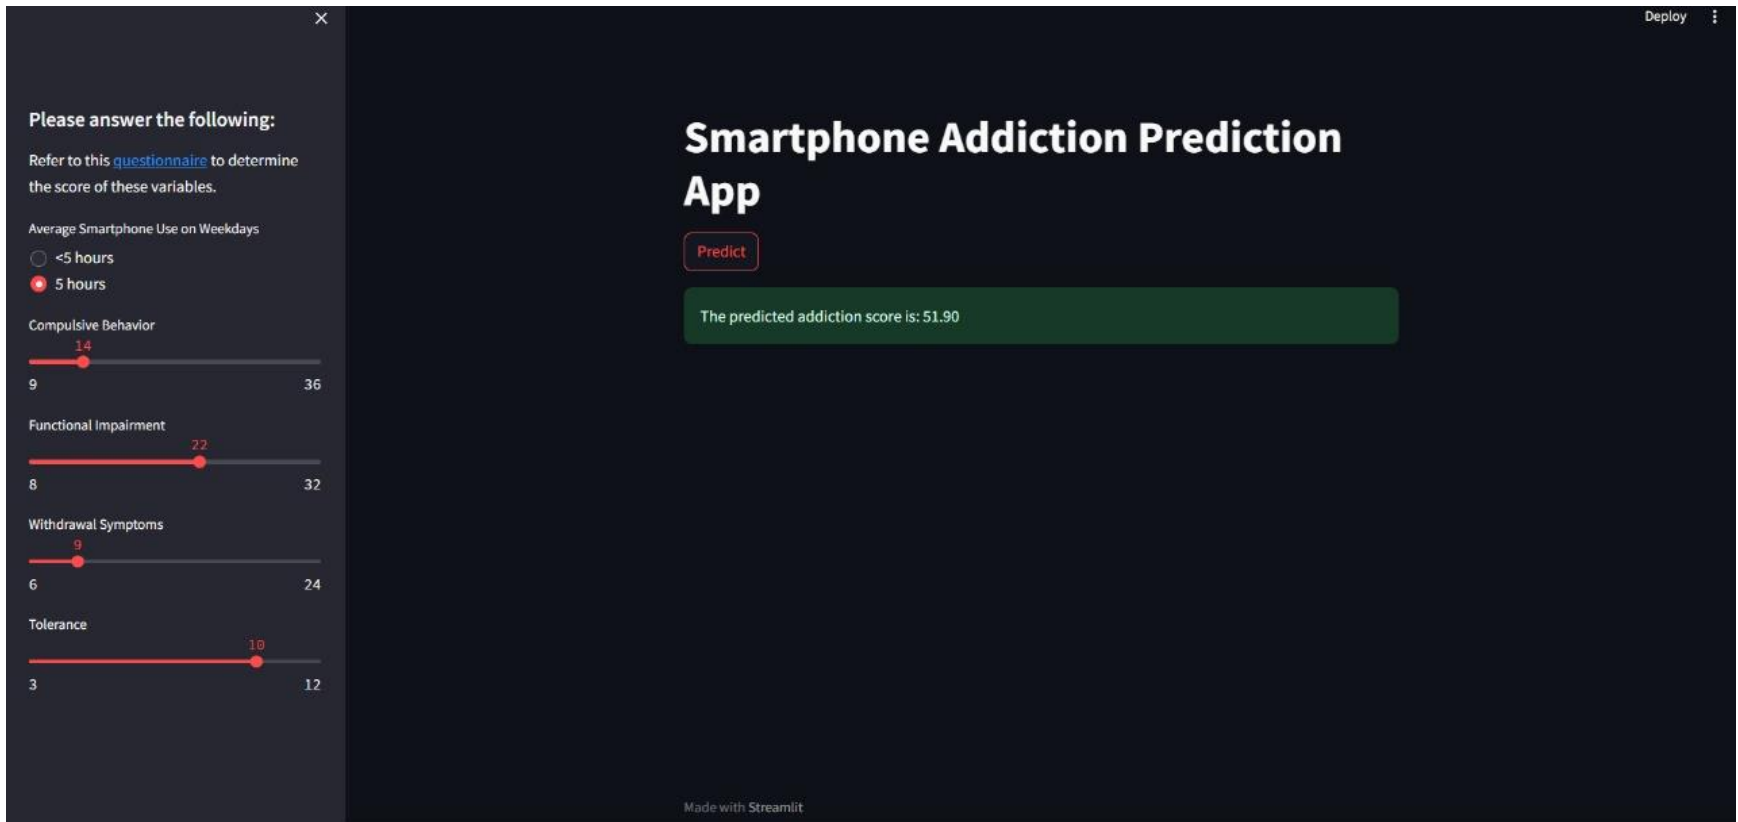 Deploy
Please answer the following:
Refer to this questionnaire to determine
the score of these variables.
Average Smartphone Use on Weekdays
<5 hours
5 hours
Compulsive Behavior
14
9 36
Functional Impairment
22
8 32
Withdrawal Symptoms
9
6 24
Tolerance
10
3 12
Smartphone Addiction Prediction
App
Predict
The predicted addiction score is: 51.90
Made with Streamlit